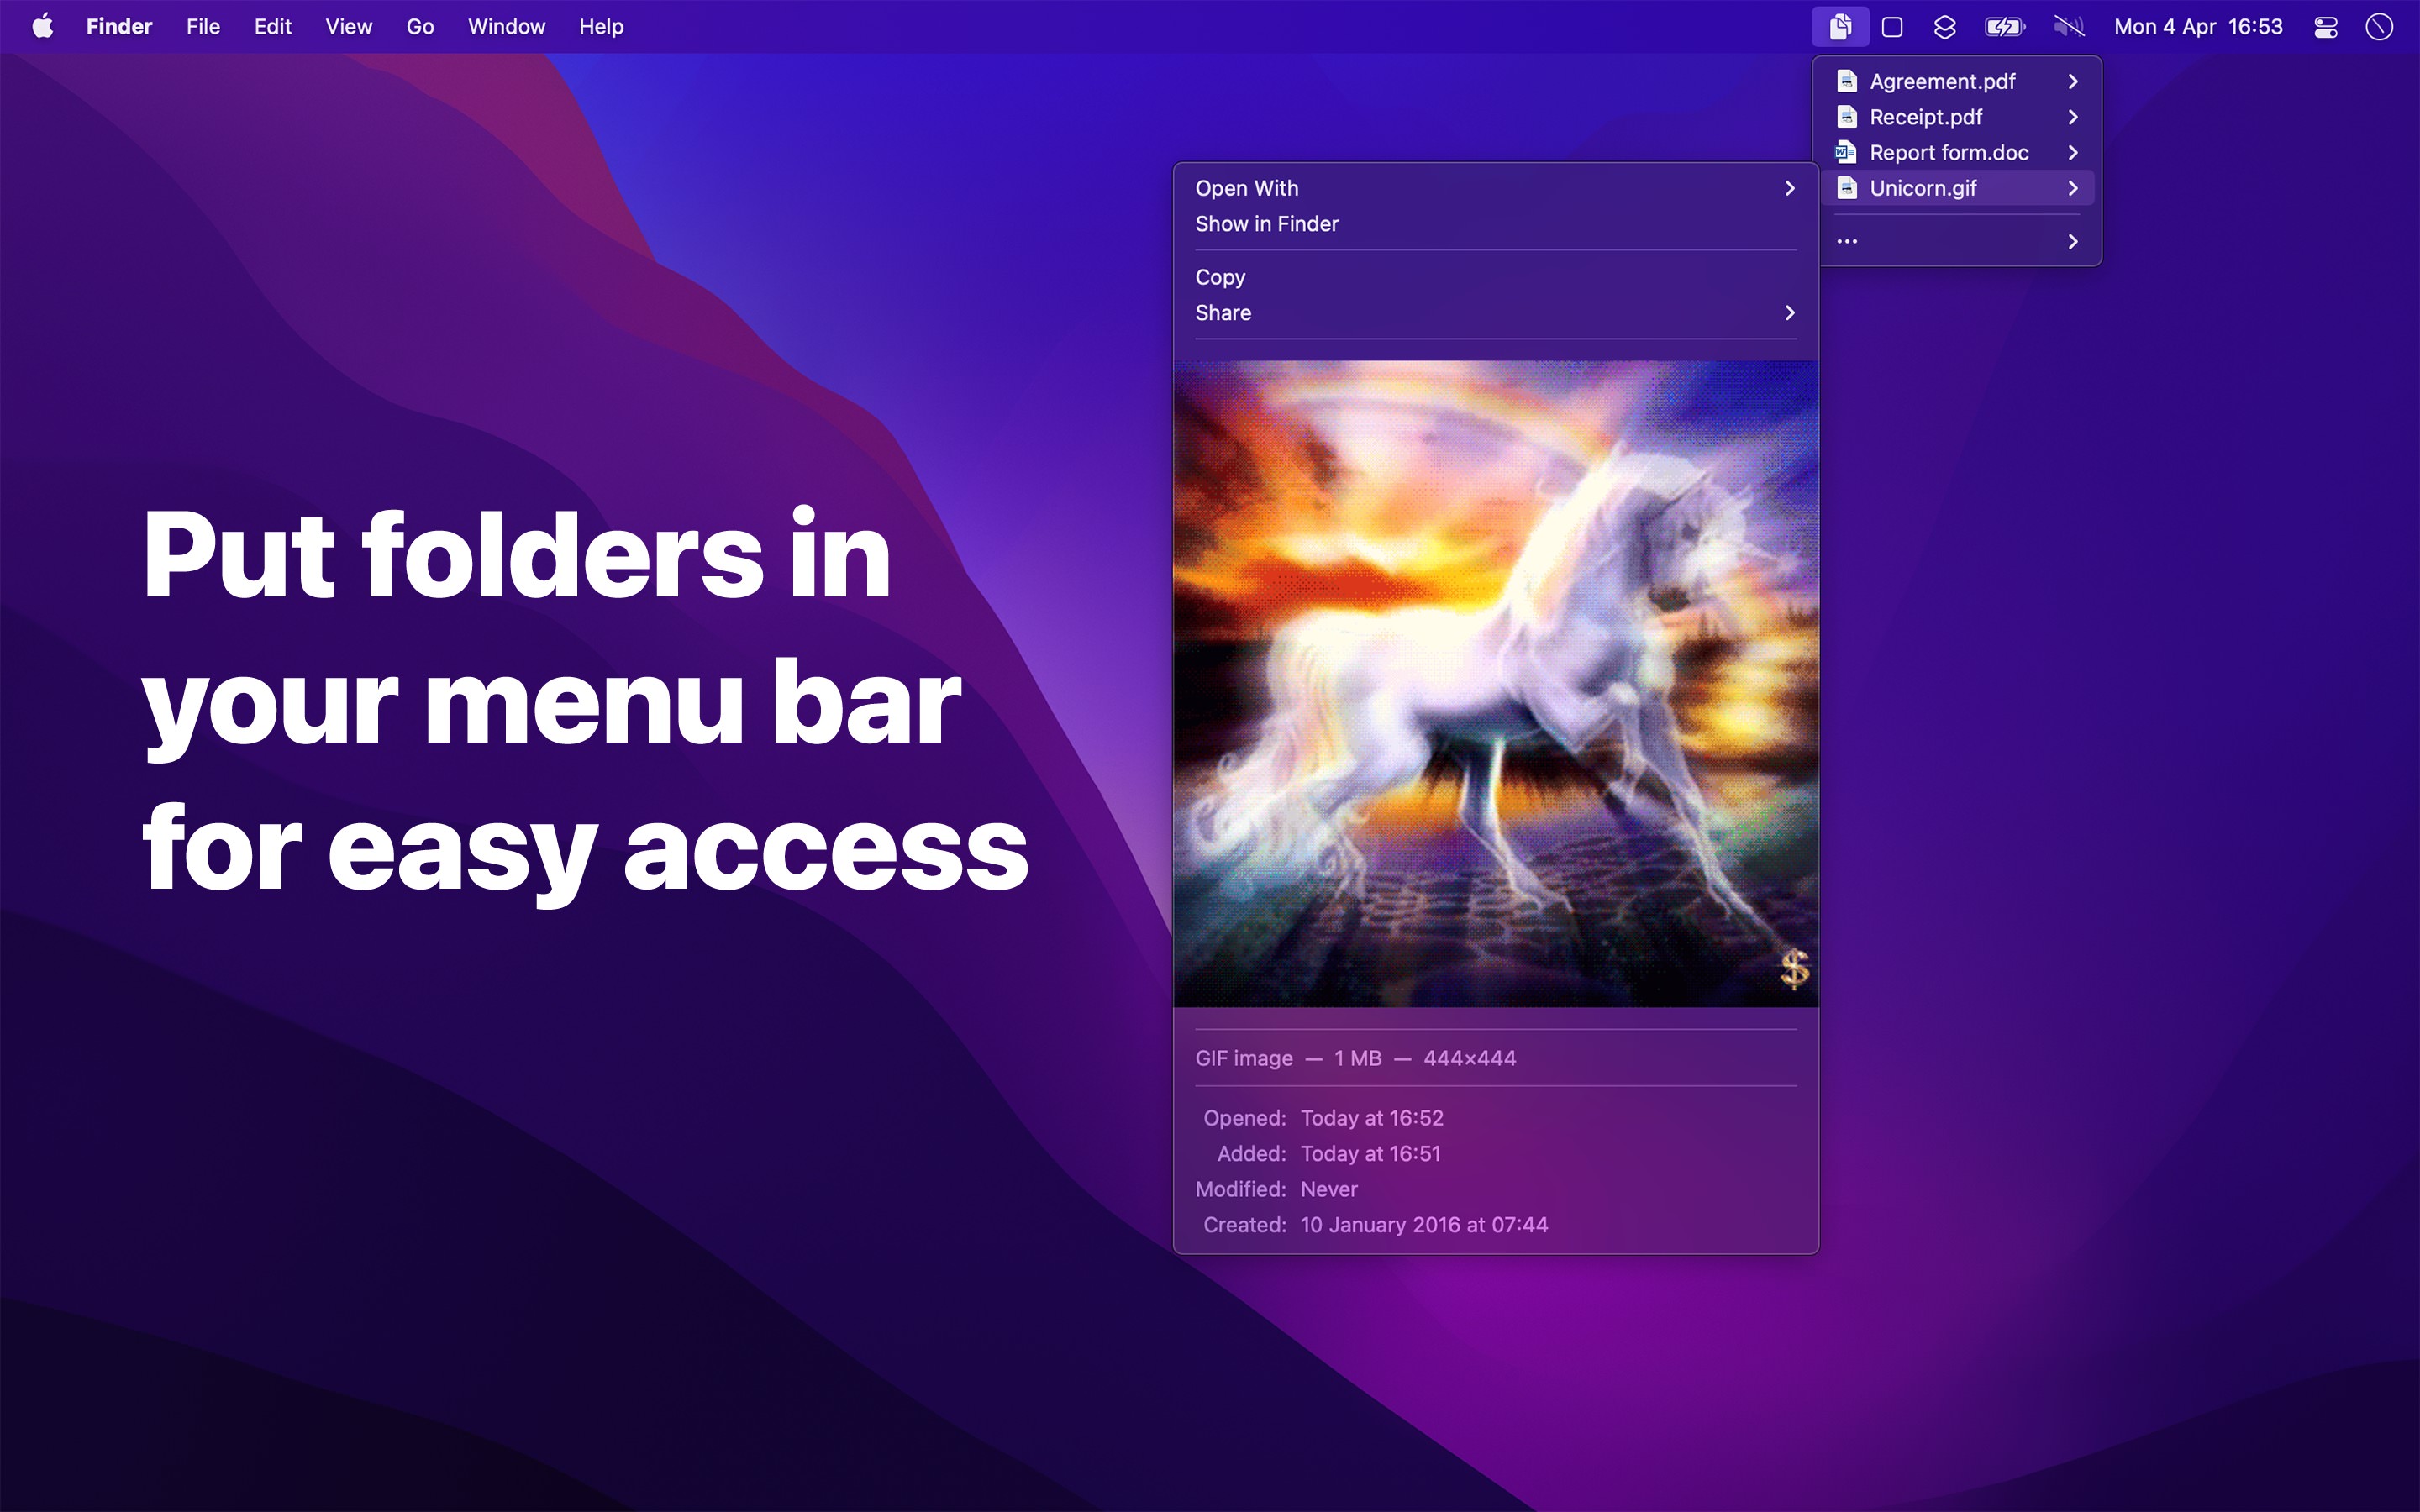 Finder File Edit View Go Window Help Mon 4 Apr 16:53
Agreement.pdf
Receipt.pdf
Report form.doc
Unicorn.gif
...
Open With
Show in Finder
Copy
Share
Put folders in
your menu bar
for easy access
$
GIF image — 1 MB — 444×444
Opened: Today at 16:52
Added: Today at 16:51
Modified: Never
Created: 10 January 2016 at 07:44